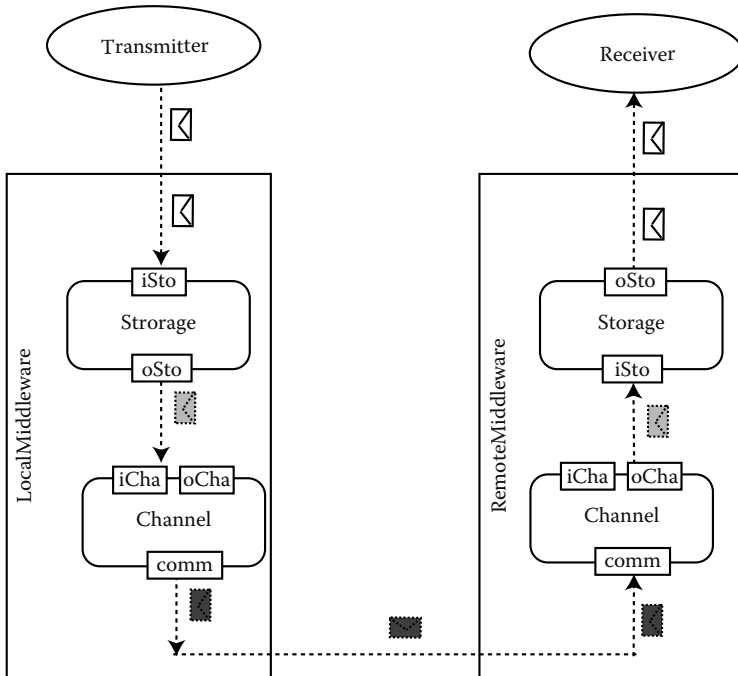 Transmitter
Receiver
iSto
Strorage
oSto
LocalMiddleware
iCha oCha
Channel
comm
oSto
Storage
iSto
RemoteMiddleware
iCha oCha
Channel
comm